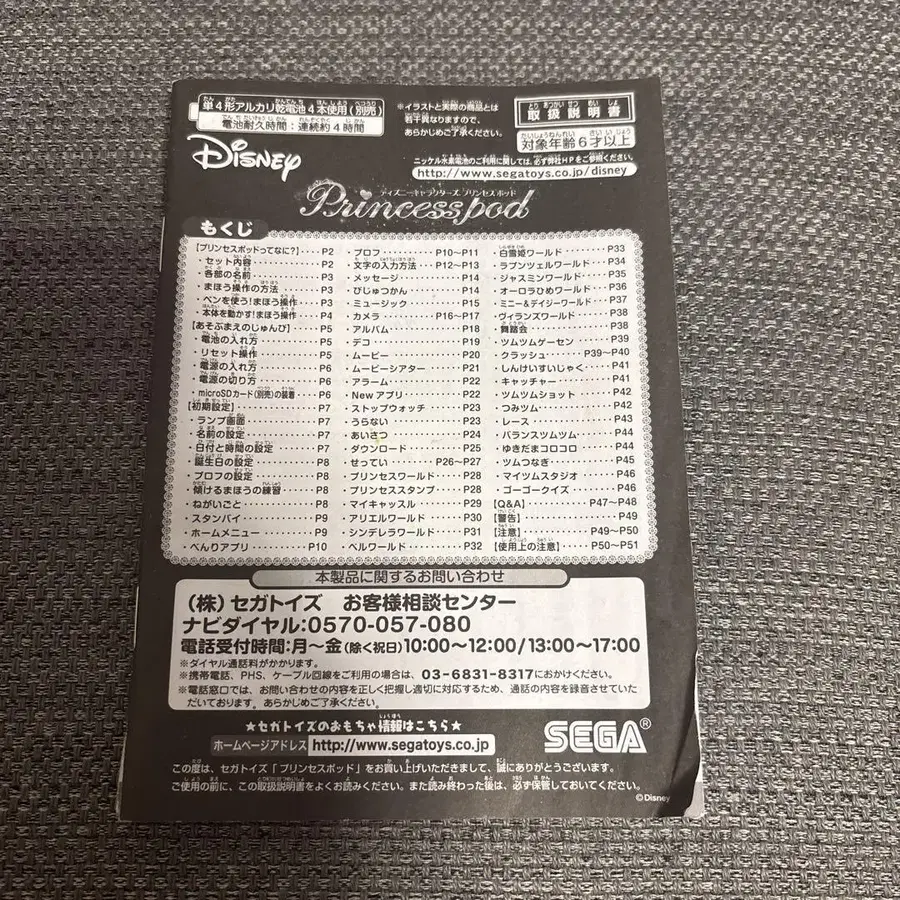 単4形アルカリ乾電池4本使用(別売)
電池耐久時間：連続約4時間
※イラストと実際の商品とは
若干異なりますので、
あらかじめご了承ください。
取扱説明書
対象年齢6才以上
ニッケル水素電池のご利用に関しては、必ず弊社HPをご参照ください。
http://www.segatoys.co.jp/disney
Disney
ディズニーキャラクターズ プリンセスポッド
Princess pod
もくじ
【プリンセスポッドってなに?】 P2
・セット内容 P2
・各部の名前 P3
・まほう操作の方法 P3
・ペンを使う!まほう操作 P3
・本体を動かす!まほう操作 P4
【あそぶまえのじゅんび】 P5
・電池の入れ方 P5
・リセット操作 P5
・電源の入れ方 P6
・電源の切り方 P6
・microSDカード(別売)の装着 P6
【初期設定】 P7
・ランプ画面 P7
・名前の設定 P7
・日付と時間の設定 P7
・誕生日の設定 P8
・プロフの設定 P8
・傾けるまほうの練習 P8
・ねがいごと P8
・スタンバイ P9
・ホームメニュー P9
・べんりアプリ P10
・プロフ P10〜P11
・文字の入力方法 P12〜P13
・メッセージ P14
・びじゅつかん P14
・ミュージック P15
・カメラ P16〜P17
・アルバム P18
・デコ P19
・ムービー P20
・ムービーシアター P21
・アラーム P22
・Newアプリ P22
・ストップウォッチ P23
・うらない P23
・あいさ P24
・ダウンロード P25
・せってい P26〜P27
・プリンセスワールド P28
・プリンセススタンプ P28
・マイキャッスル P29
・アリエルワールド P30
・シンデレラワールド P31
・ベルワールド P32
・白雪姫ワールド P33
・ラプンツェルワールド P34
・ジャスミンワールド P35
・オーロラひめワールド P36
・ミニー&デイジーワールド P37
・ヴィランズワールド P38
・舞踏会 P38
・ツムツムゲーセン P39
・クラッシュ P39〜P40
・しんけいすいじゃく P41
・キャッチャー P41
・ツムツムショット P42
・つみツム P42
・レース P43
・バランスツムツム P44
・ゆきだまコロコロ P44
・ツムつなぎ P45
・マイツムスタジオ P46
・ゴーゴークイズ P46
【Q&A】 P47〜P48
【警告】 P49
【注意】 P49〜P50
【使用上の注意】 P50〜P51
本製品に関するお問い合わせ
（株）セガトイズ お客様相談センター
ナビダイヤル:0570-057-080
電話受付時間:月〜金(除く祝日)10:00〜12:00/13:00〜17:00
※ダイヤル通話料がかかります。
※携帯電話、PHS、ケーブル回線をご利用の場合は、03-6831-8317におかけください。
※電話窓口では、お問い合わせの内容を正しく把握し適切に対応するため、通話の内容を録音させていた
だいております。あらかじめご了承ください。
★セガトイズのおもちゃ情報はこちら★
ホームページアドレス http://www.segatoys.co.jp
SEGA®
この度は、セガトイズ「プリンセスポッド」をお買い上げいただきまして、誠にありがとうございます。
ご使用の前に、この取扱説明書をよくお読みください。また読み終わった後は、必ず保管しておいてください。
©Disney